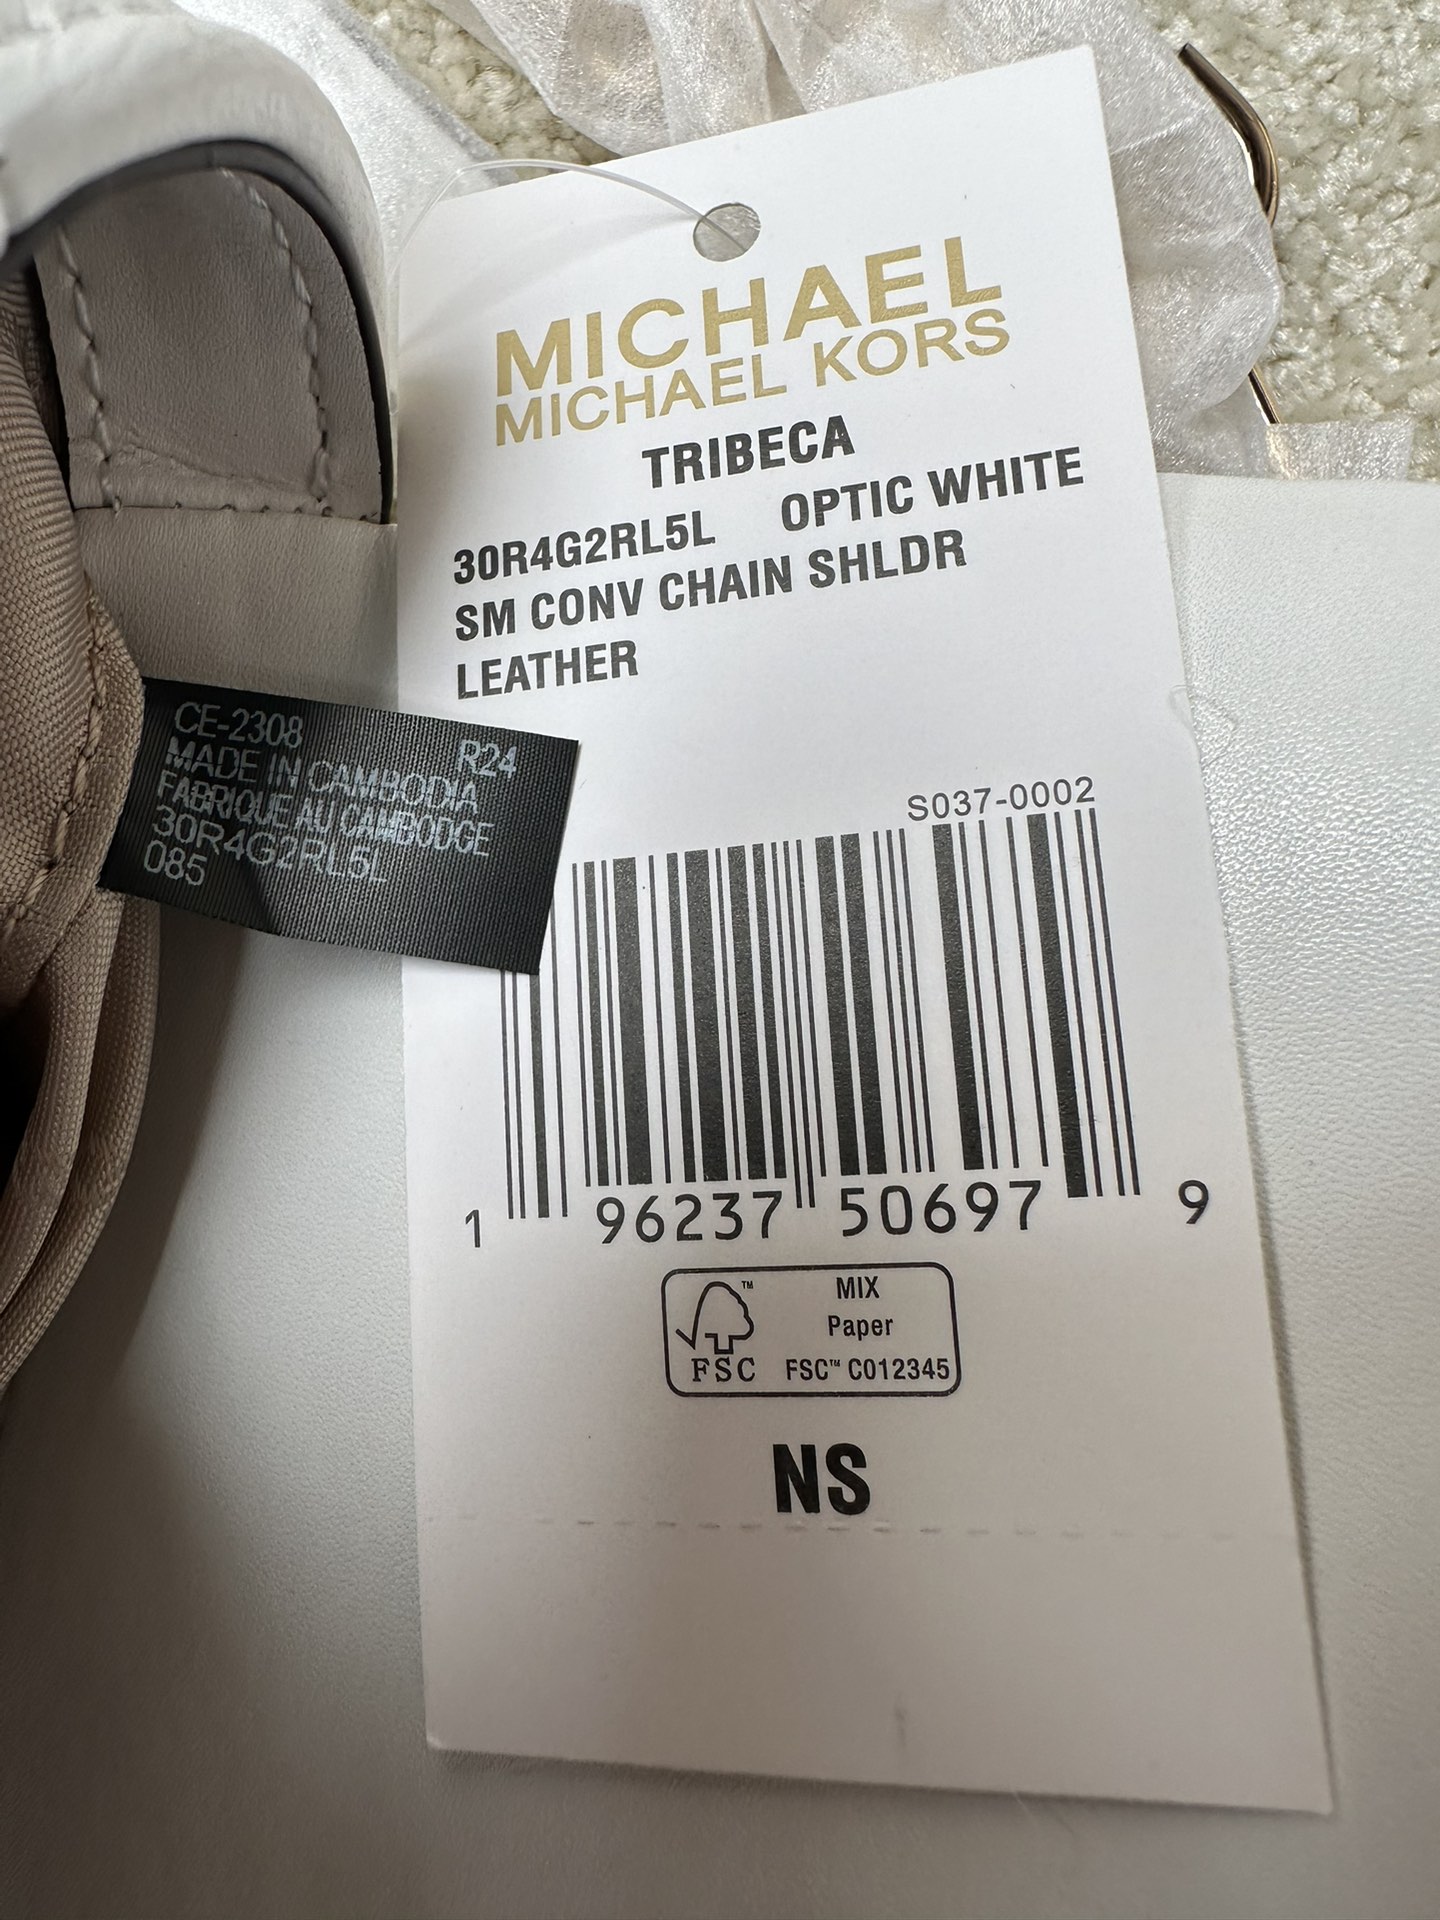 MICHAEL
MICHAEL KORS
TRIBECA
30R4G2RL5L OPTIC WHITE
SM CONV CHAIN SHLDR
LEATHER
S037-0002
1 96237 50697 9
FSC™
MIX
Paper
FSC™ C012345
NS
CE-2308
R24
MADE IN CAMBODIA
FABRIQUE AU CAMBODGE
30R4G2RL5L
085